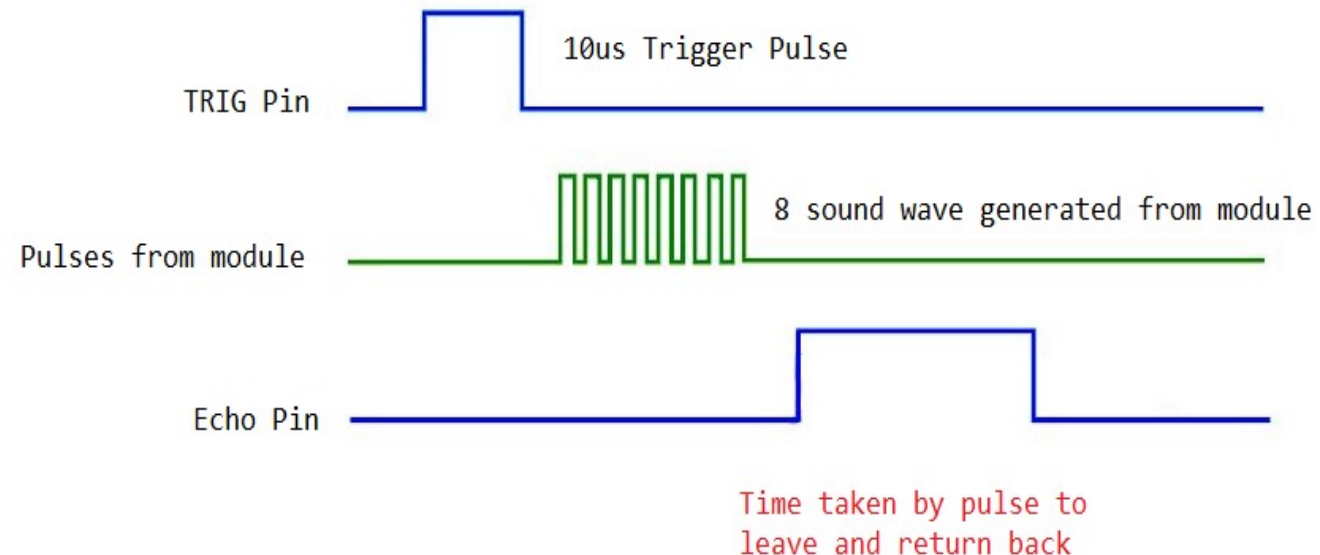 10us Trigger Pulse
TRIG Pin
8 sound wave generated from module
Pulses from module
Echo Pin
Time taken by pulse to
leave and return back